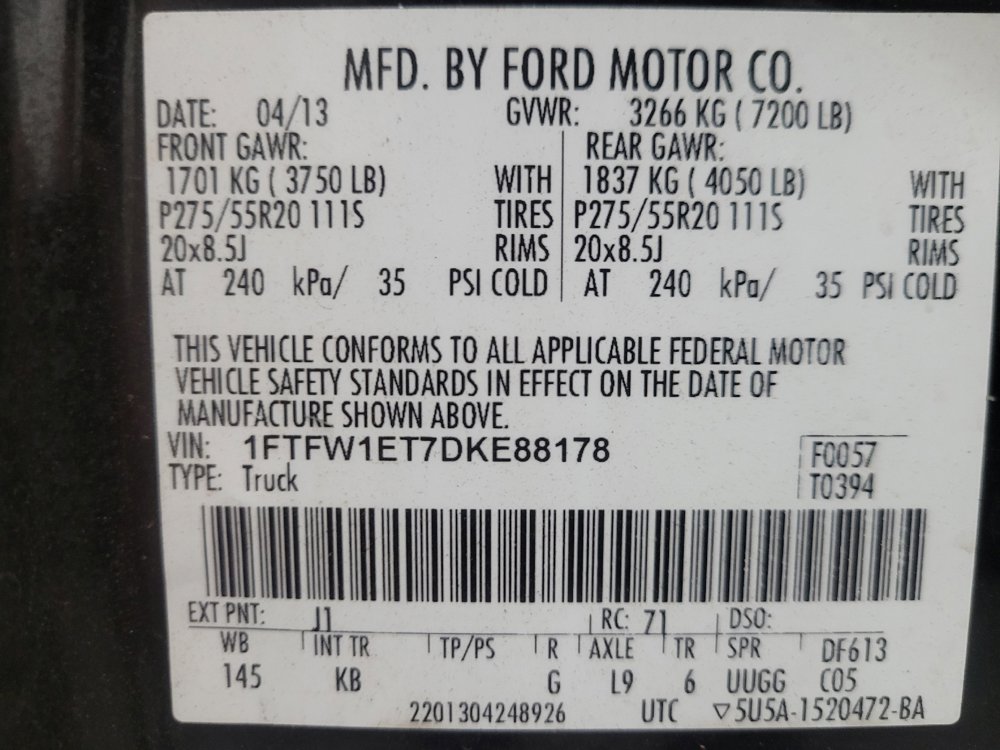 MFD. BY FORD MOTOR CO.
DATE: 04/13 GVWR: 3266 KG ( 7200 LB)
FRONT GAWR: REAR GAWR:
1701 KG ( 3750 LB) WITH 1837 KG ( 4050 LB) WITH
P275/55R20 111S TIRES P275/55R20 111S TIRES
20x8.5J RIMS 20x8.5J RIMS
AT 240 kPa/ 35 PSI COLD AT 240 kPa/ 35 PSI COLD
THIS VEHICLE CONFORMS TO ALL APPLICABLE FEDERAL MOTOR
VEHICLE SAFETY STANDARDS IN EFFECT ON THE DATE OF
MANUFACTURE SHOWN ABOVE.
VIN: 1FTFW1ET7DKE88178 F0057
TYPE: Truck T0394
EXT PNT: J1 RC: 71 DSO:
WB INT TR TP/PS R AXLE TR SPR DF613
145 KB G L9 6 UUGG C05
2201304248926 UTC ▽5U5A-1520472-BA